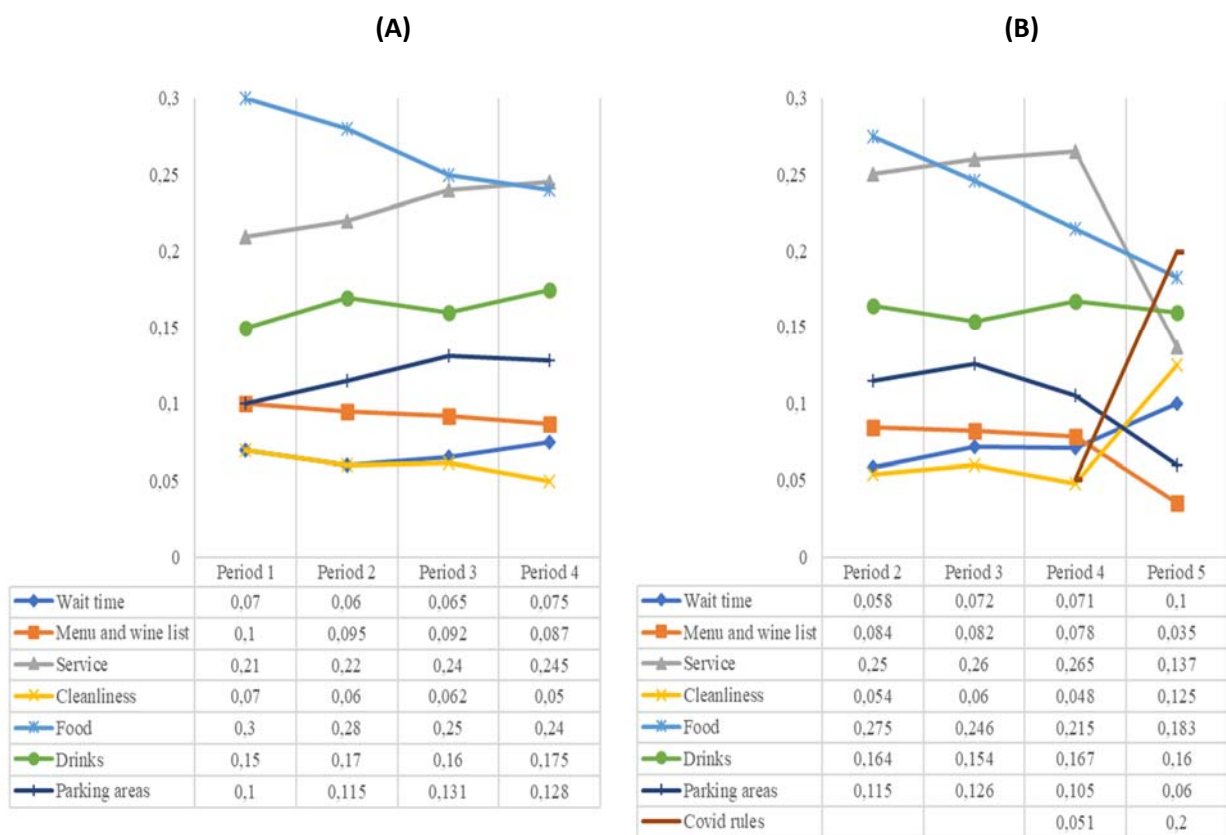 (A)
(B)
0,3
0,25
0,2
0,15
0,1
0,05
0
Period 1 Period 2 Period 3 Period 4
Wait time 0,07 0,06 0,065 0,075
Menu and wine list 0,1 0,095 0,092 0,087
Service 0,21 0,22 0,24 0,245
Cleanliness 0,07 0,06 0,062 0,05
Food 0,3 0,28 0,25 0,24
Drinks 0,15 0,17 0,16 0,175
Parking areas 0,1 0,115 0,131 0,128
0,3
0,25
0,2
0,15
0,1
0,05
0
Period 2 Period 3 Period 4 Period 5
Wait time 0,058 0,072 0,071 0,1
Menu and wine list 0,084 0,082 0,078 0,035
Service 0,25 0,26 0,265 0,137
Cleanliness 0,054 0,06 0,048 0,125
Food 0,275 0,246 0,215 0,183
Drinks 0,164 0,154 0,167 0,16
Parking areas 0,115 0,126 0,105 0,06
Covid rules 0,051 0,2